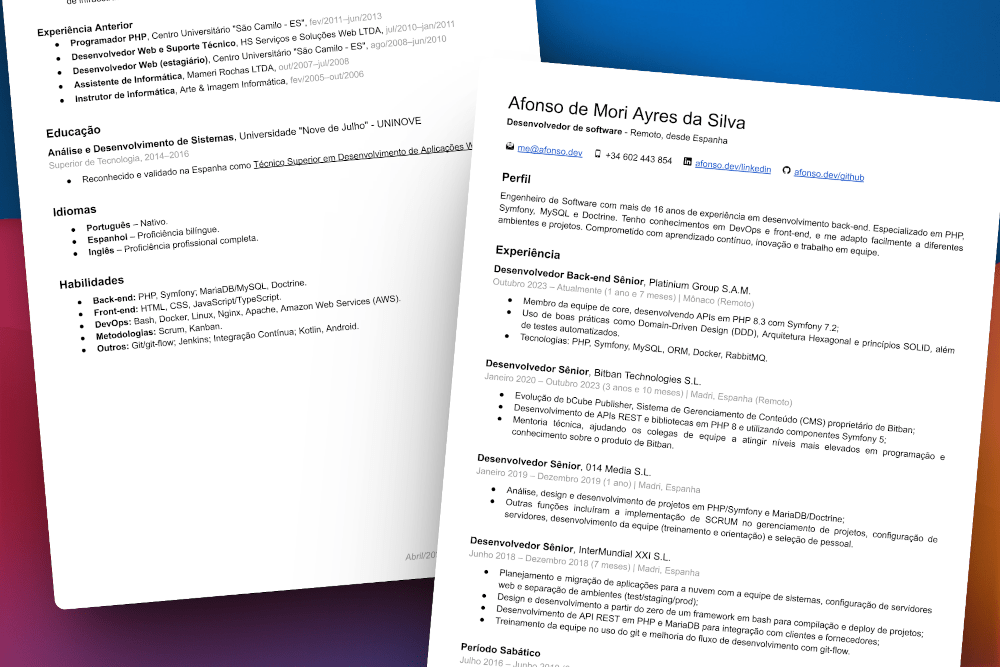 Experiência Anterior
Programador PHP, Centro Universitário "São Camilo - ES", fev/2011–jun/2013
Desenvolvedor Web e Suporte Técnico, HS Serviços e Soluções Web LTDA, jul/2010–jan/2011
Desenvolvedor Web (estagiário), Centro Universitário "São Camilo - ES", ago/2008–jun/2010
Assistente de Informática, Mameri Rochas LTDA, out/2007–jul/2008
Instrutor de Informática, Arte & Imagem Informática, fev/2005–out/2006
Educação
Análise e Desenvolvimento de Sistemas, Universidade "Nove de Julho" - UNINOVE
Superior de Tecnologia, 2014–2016
Reconhecido e validado na Espanha como Técnico Superior em Desenvolvimento de Aplicações
Idiomas
Português – Nativo.
Espanhol – Proficiência bilíngue.
Inglês – Proficiência profissional completa.
Habilidades
Back-end: PHP, Symfony; MariaDB/MySQL, Doctrine.
Front-end: HTML, CSS, JavaScript/TypeScript.
DevOps: Bash, Docker, Linux, Nginx, Apache, Amazon Web Services (AWS).
Metodologias: Scrum, Kanban.
Outros: Git/git-flow; Jenkins; Integração Contínua; Kotlin, Android.
Afonso de Mori Ayres da Silva
Desenvolvedor de software - Remoto, desde Espanha
me@afonso.dev +34 602 443 854 afonso.dev/linkedin afonso.dev/github
Perfil
Engenheiro de Software com mais de 16 anos de experiência em desenvolvimento back-end. Especializado em PHP,
Symfony, MySQL e Doctrine. Tenho conhecimentos em DevOps e front-end, e me adapto facilmente a diferentes
ambientes e projetos. Comprometido com aprendizado contínuo, inovação e trabalho em equipe.
Experiência
Desenvolvedor Back-end Sênior, Platinium Group S.A.M.
Outubro 2023 – Atualmente (1 ano e 7 meses) | Mônaco (Remoto)
Membro da equipe de core, desenvolvendo APIs em PHP 8.3 com Symfony 7.2;
Uso de boas práticas como Domain-Driven Design (DDD), Arquitetura Hexagonal e princípios SOLID, além
de testes automatizados.
Tecnologias: PHP, Symfony, MySQL, ORM, Docker, RabbitMQ.
Desenvolvedor Sênior, Bitban Technologies S.L.
Janeiro 2020 – Outubro 2023 (3 anos e 10 meses) | Madri, Espanha (Remoto)
Evolução do bCube Publisher, Sistema de Gerenciamento de Conteúdo (CMS) proprietário de Bitban;
Desenvolvimento de APIs REST e bibliotecas em PHP 8 e utilizando componentes Symfony 5;
Mentoria técnica, ajudando os colegas de equipe a atingir níveis mais elevados em programação e
conhecimento sobre o produto de Bitban.
Desenvolvedor Sênior, 014 Media S.L.
Janeiro 2019 – Dezembro 2019 (1 ano) | Madri, Espanha
Análise, design e desenvolvimento de projetos em PHP/Symfony e MariaDB/Doctrine;
Outras funções incluíram a implementação de SCRUM no gerenciamento de projetos, configuração de
servidores, desenvolvimento da equipe (treinamento e orientação) e seleção de pessoal.
Desenvolvedor Sênior, InterMundial XXI S.L.
Junho 2018 – Dezembro 2018 (7 meses) | Madri, Espanha
Planejamento e migração de aplicações para a nuvem com a equipe de sistemas, configuração de servidores
web e separação de ambientes (test/staging/prod);
Design e desenvolvimento a partir do zero de um framework em bash para compilação e deploy de projetos;
Desenvolvimento de API REST em PHP e MariaDB para integração com clientes e fornecedores;
Treinamento da equipe no uso do git e melhoria do fluxo de desenvolvimento com git-flow.
Período Sabático
Julho 2016 – Junho